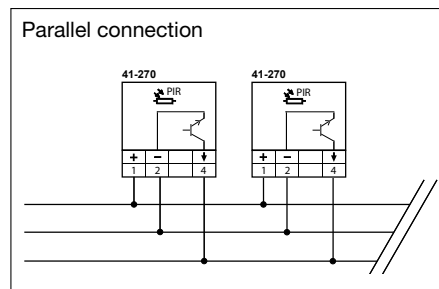 Parallel connection
41-270 41-270
PIR PIR
+ − + −
1 2 4 1 2 4